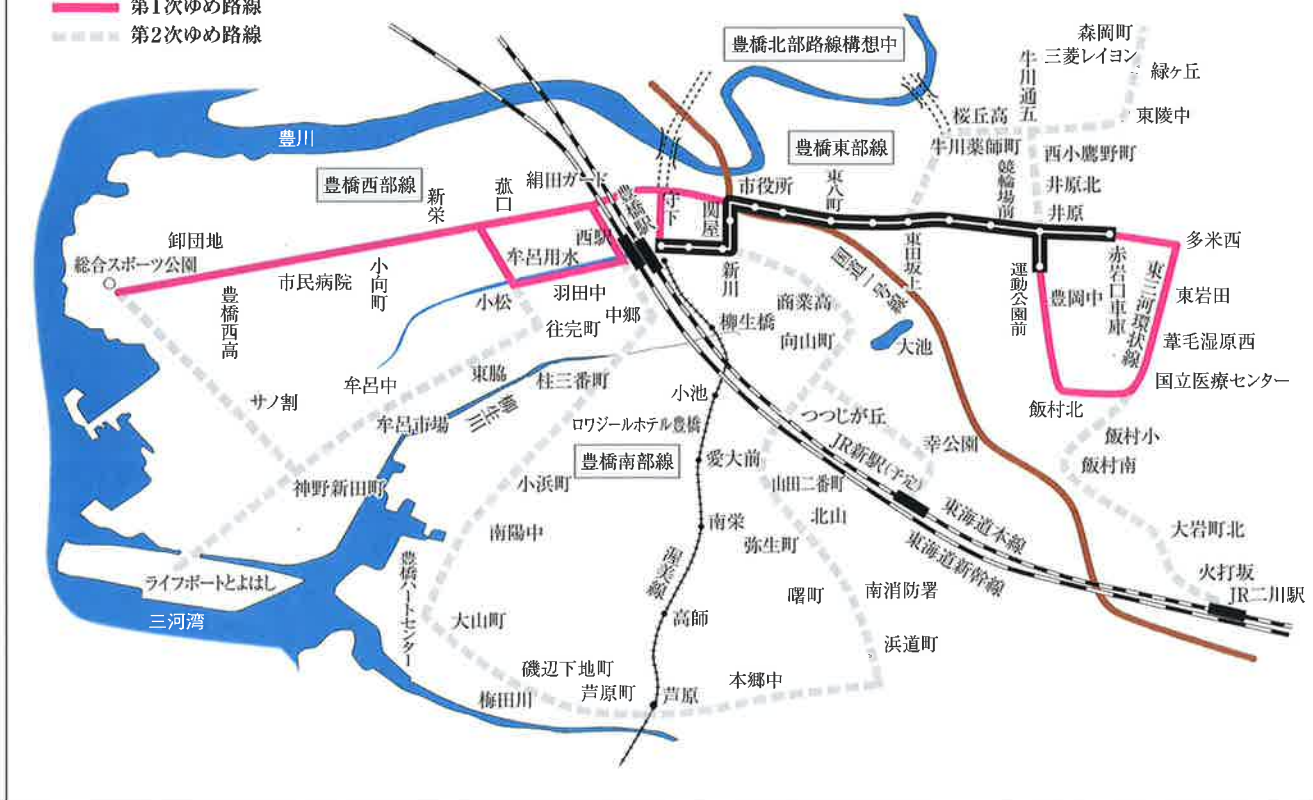 第1次ゆめ路線
第2次ゆめ路線
豊橋北部路線構想中
森岡町
三菱レイヨン
緑ヶ丘
牛川通五
東陵中
桜丘高
豊川
豊橋東部線
牛川薬師町
西小鷹野町
競輪場前
井原北
井原
豊橋西部線
新栄
菰口
絹田ガード
豊橋駅
守下
関屋
市役所
東八町
卸団地
総合スポーツ公園
市民病院
小向町
豊橋西高
牟呂用水
西駅
小松
羽田中
中郷
往完町
新川
柳生橋
商業高
向山町
国道一号線
東田坂上
大池
運動公園前
豊岡中
赤岩口車庫
東三河環状線
多米西
東岩田
葦毛湿原西
国立医療センター
飯村北
飯村小
飯村南
牟呂中
サノ割
東脇
柱三番町
牟呂市場
柳生川
小池
ロワジールホテル豊橋
つつじが丘
幸公園
JR新駅(予定)
豊橋南部線
愛大前
神野新田町
小浜町
南陽中
山田二番町
北山
南栄
弥生町
東海道本線
東海道新幹線
大岩町北
火打坂
JR二川駅
ライフポートとよはし
三河湾
豊橋ハートセンター
渥美線
曙町
南消防署
大山町
高師
浜道町
磯辺下地町
芦原町
芦原
本郷中
梅田川